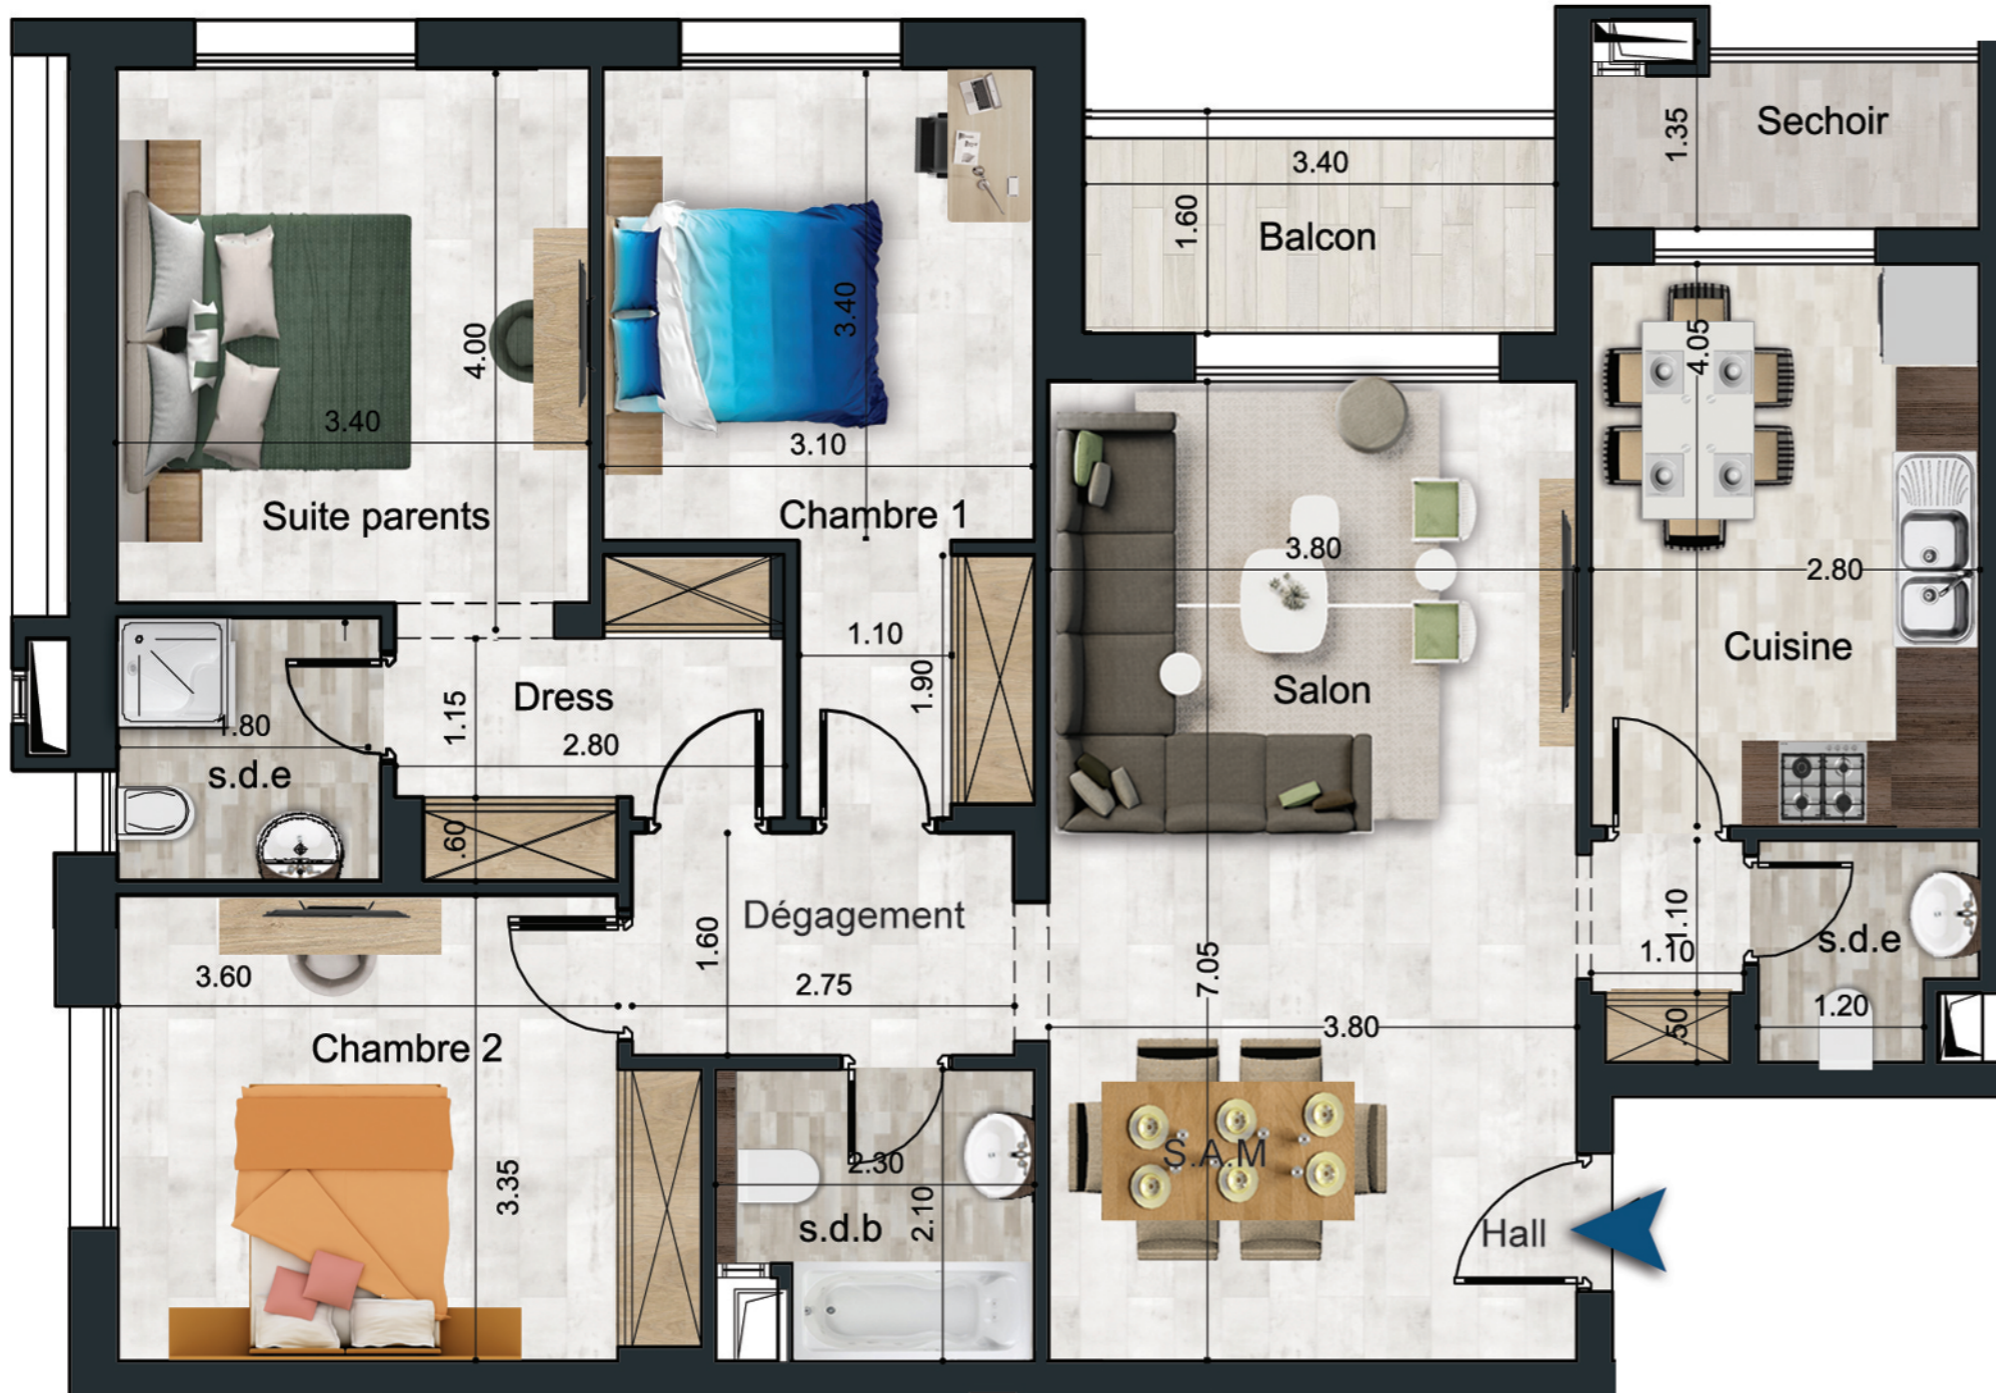 Sechoir
1.35
3.40
1.60
Balcon
4.00
3.40
Suite parents
3.40
3.10
Chambre 1
4.05
2.80
Cuisine
3.80
Salon
1.10
1.90
Dress
1.15
2.80
1.80
s.d.e
.60
Dégagement
1.60
2.75
7.05
1.10
1.10
s.d.e
1.20
.50
3.60
Chambre 2
3.35
3.80
2.30
s.d.b
2.10
S.A.M
Hall